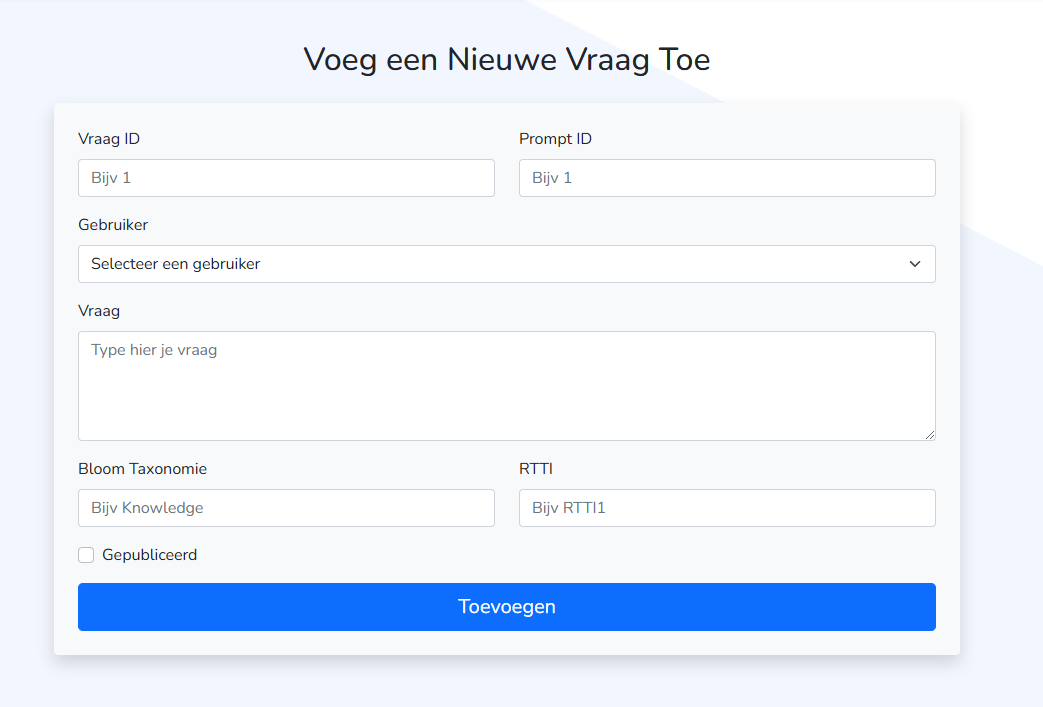 Voeg een Nieuwe Vraag Toe
Vraag ID
Prompt ID
Bijv 1
Bijv 1
Gebruiker
Selecteer een gebruiker
Vraag
Type hier je vraag
Bloom Taxonomie
RTTI
Bijv Knowledge
Bijv RTTI1
Gepubliceerd
Toevoegen